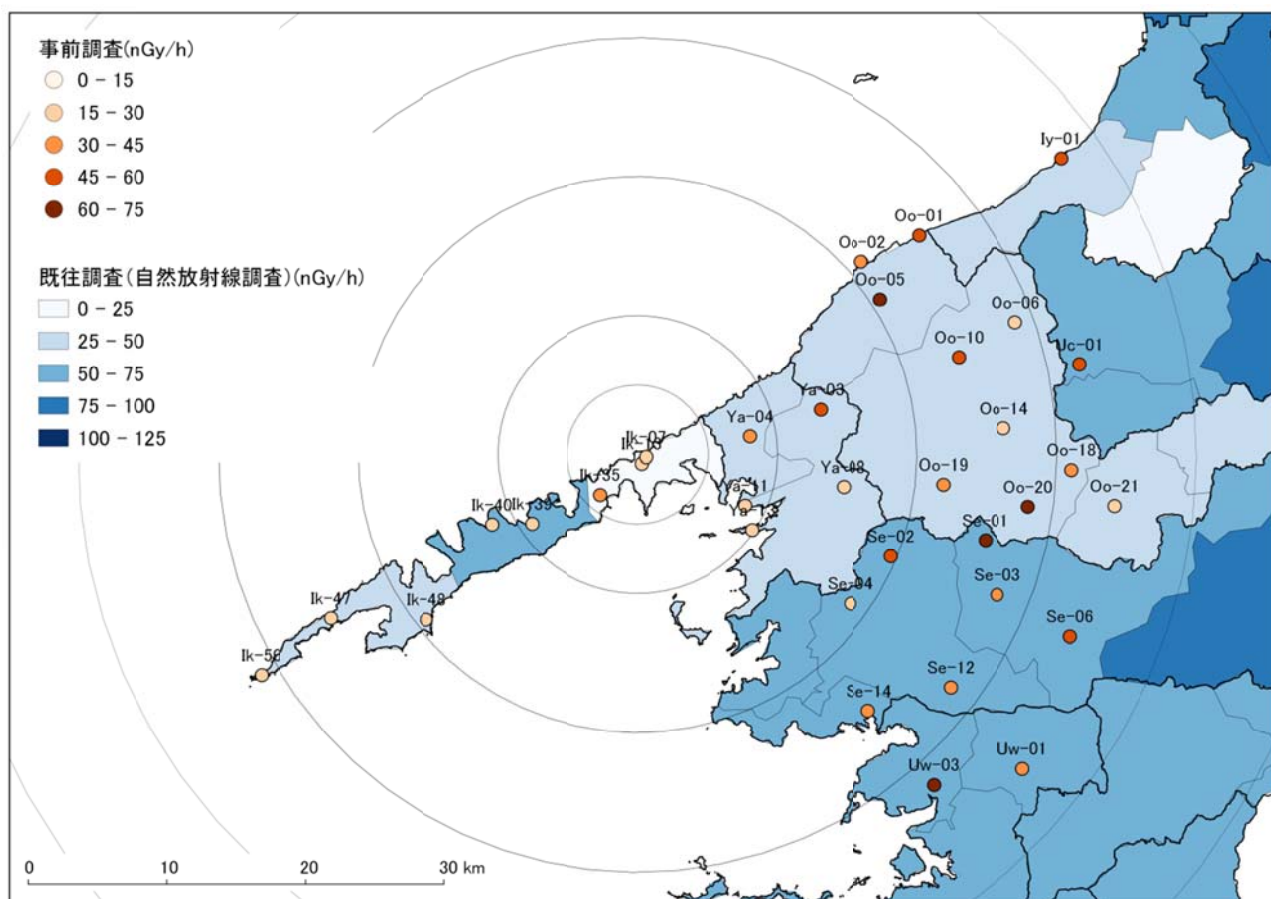 事前調査(nGy/h)
0 - 15
15 - 30
30 - 45
45 - 60
60 - 75
既往調査(自然放射線調査)(nGy/h)
0 - 25
25 - 50
50 - 75
75 - 100
100 - 125
Iy-01
Oo-01
Oo-02
Oo-05
Oo-06
Oo-10
Uc-01
Ya-03
Ya-04
Oo-14
Ik-07
Oo-18
Ya-08
Oo-19
Ik-35
Ya-11
Oo-20
Oo-21
Ik-40
Ik-39
Se-01
Se-02
Se-03
Se-04
Ik-47
Ik-48
Se-06
Se-12
Se-14
Uw-01
Uw-03
0 10 20 30 km